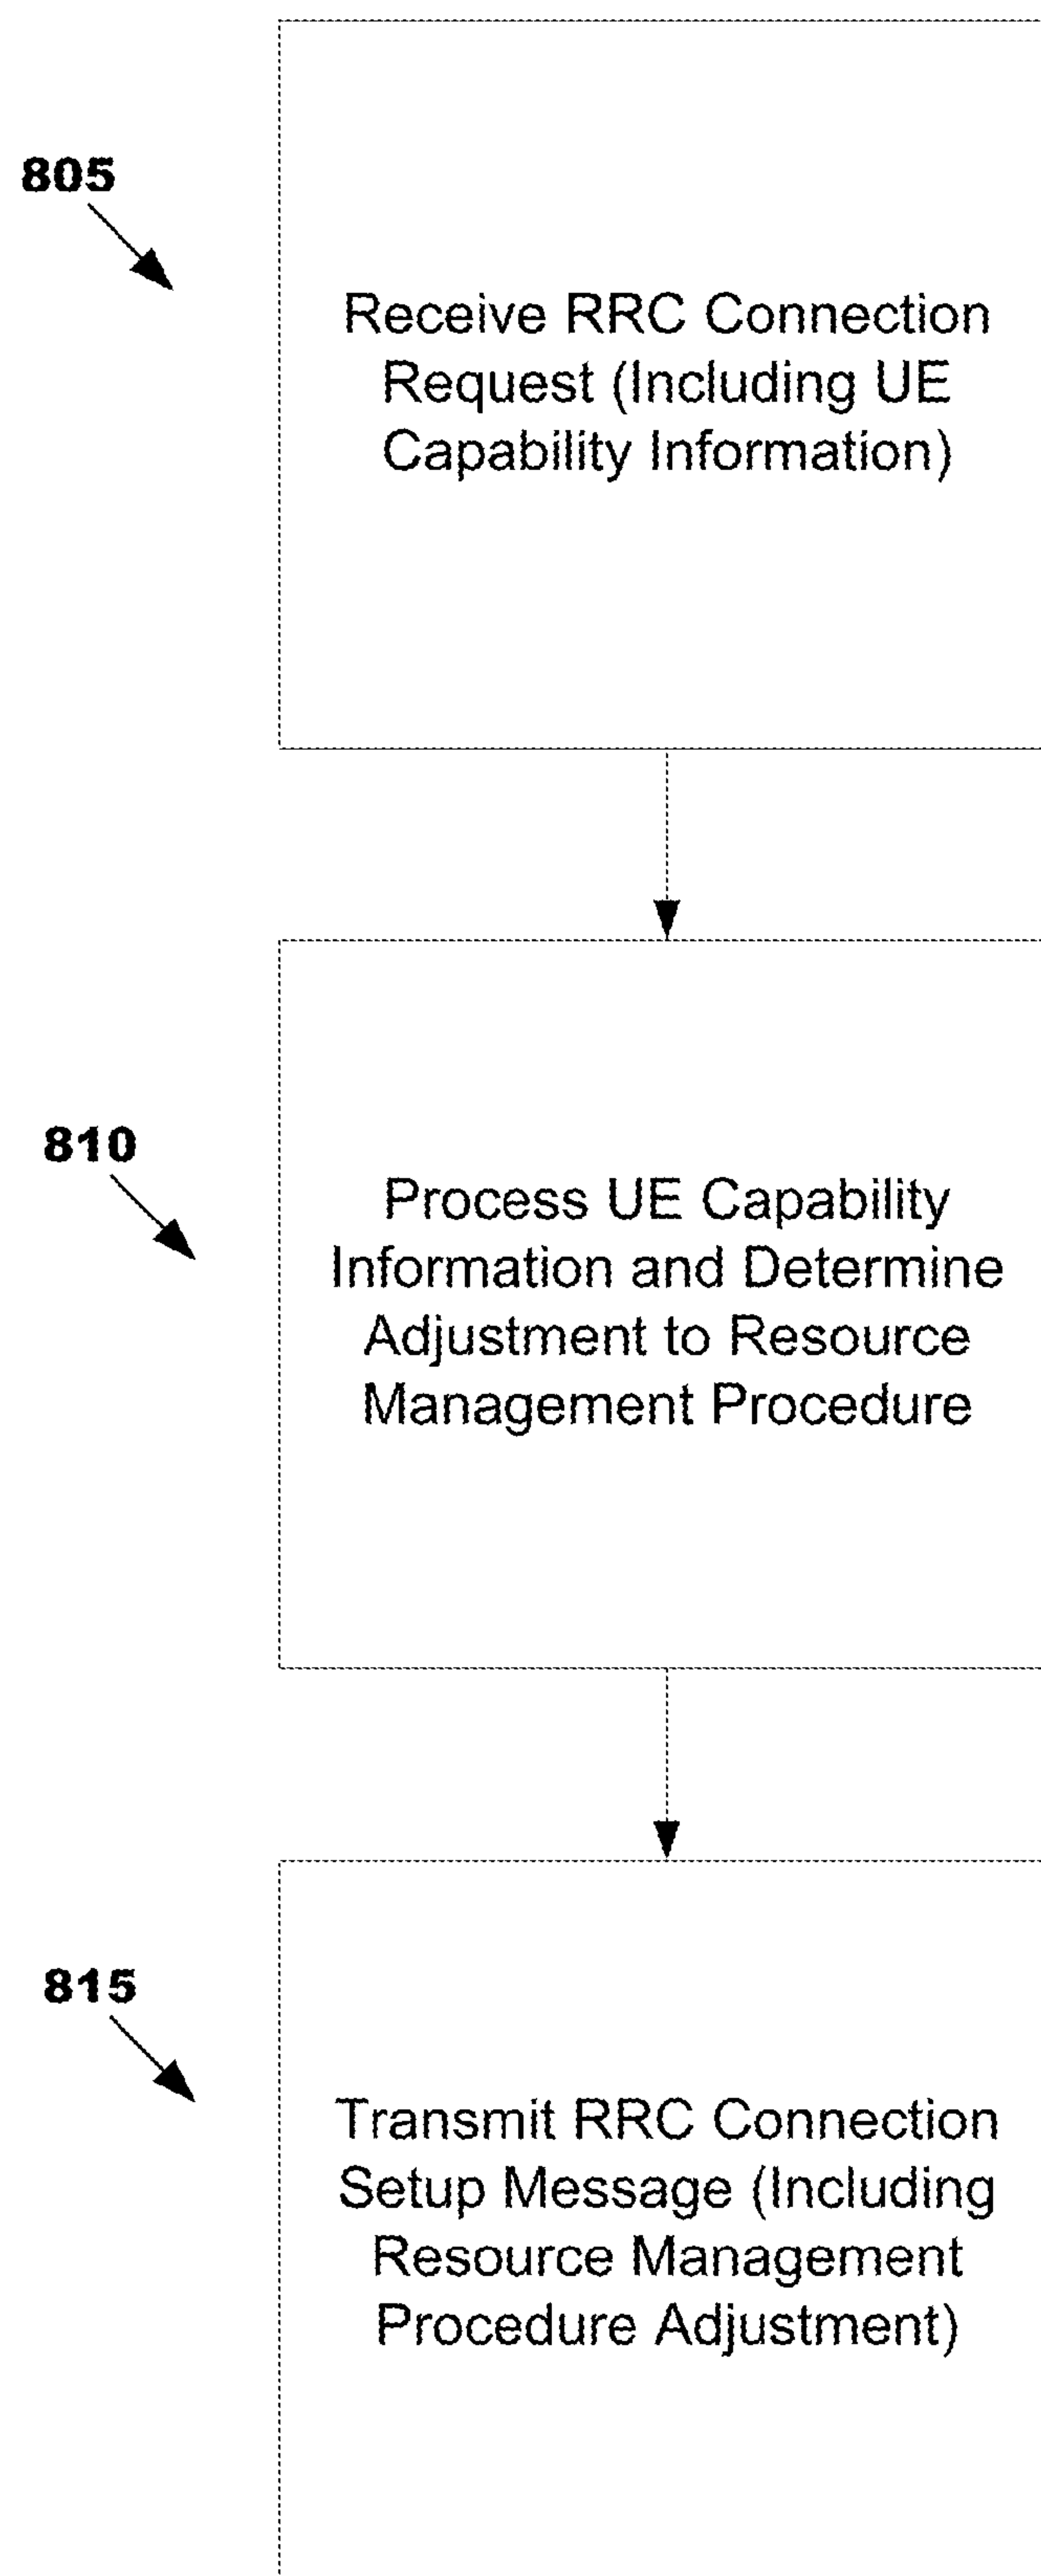 805
Receive RRC Connection
Request (Including UE
Capability Information)
810
Process UE Capability
Information and Determine
Adjustment to Resource
Management Procedure
815
Transmit RRC Connection
Setup Message (Including
Resource Management
Procedure Adjustment)